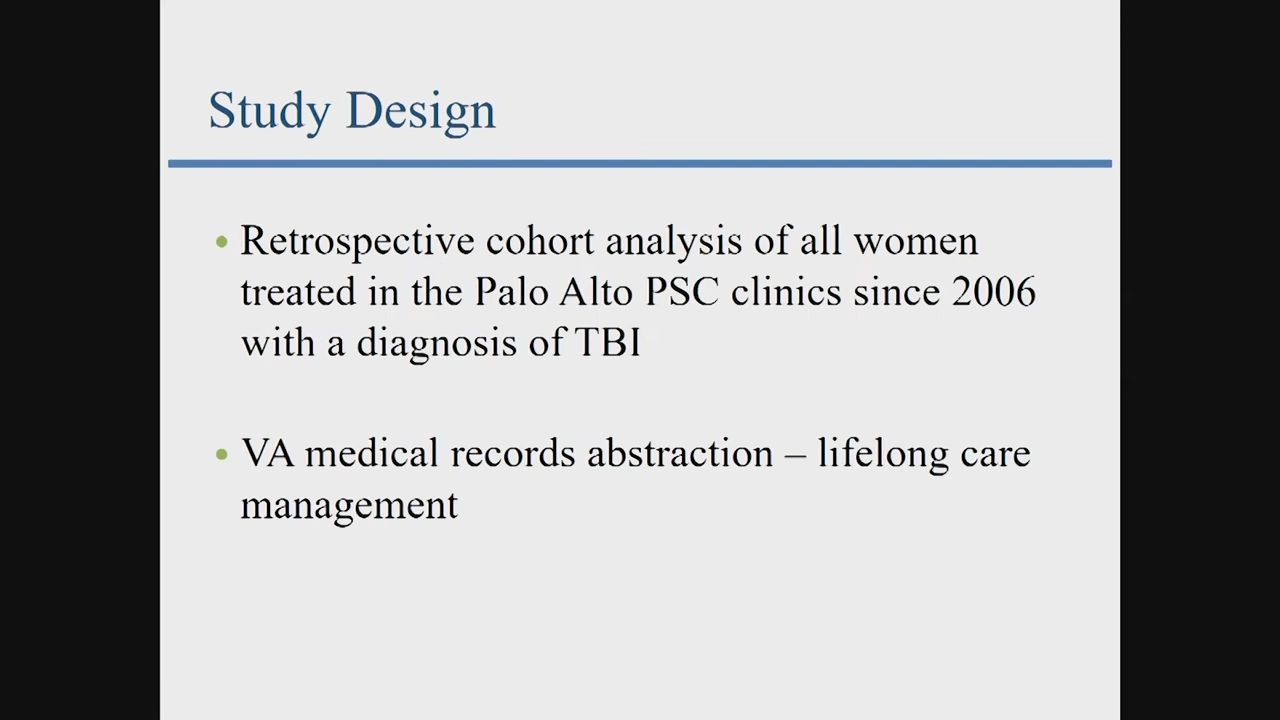 Study Design
• Retrospective cohort analysis of all women
treated in the Palo Alto PSC clinics since 2006
with a diagnosis of TBI
• VA medical records abstraction – lifelong care
management